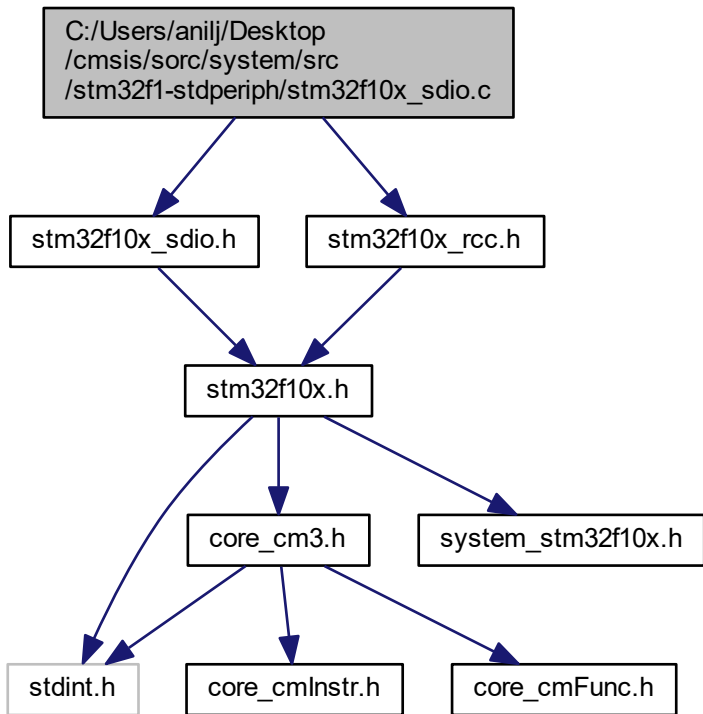 C:/Users/anilj/Desktop
/cmsis/sorc/system/src
/stm32f1-stdperiph/stm32f10x_sdio.c
stm32f10x_sdio.h
stm32f10x_rcc.h
stm32f10x.h
core_cm3.h
system_stm32f10x.h
stdint.h
core_cmInstr.h
core_cmFunc.h